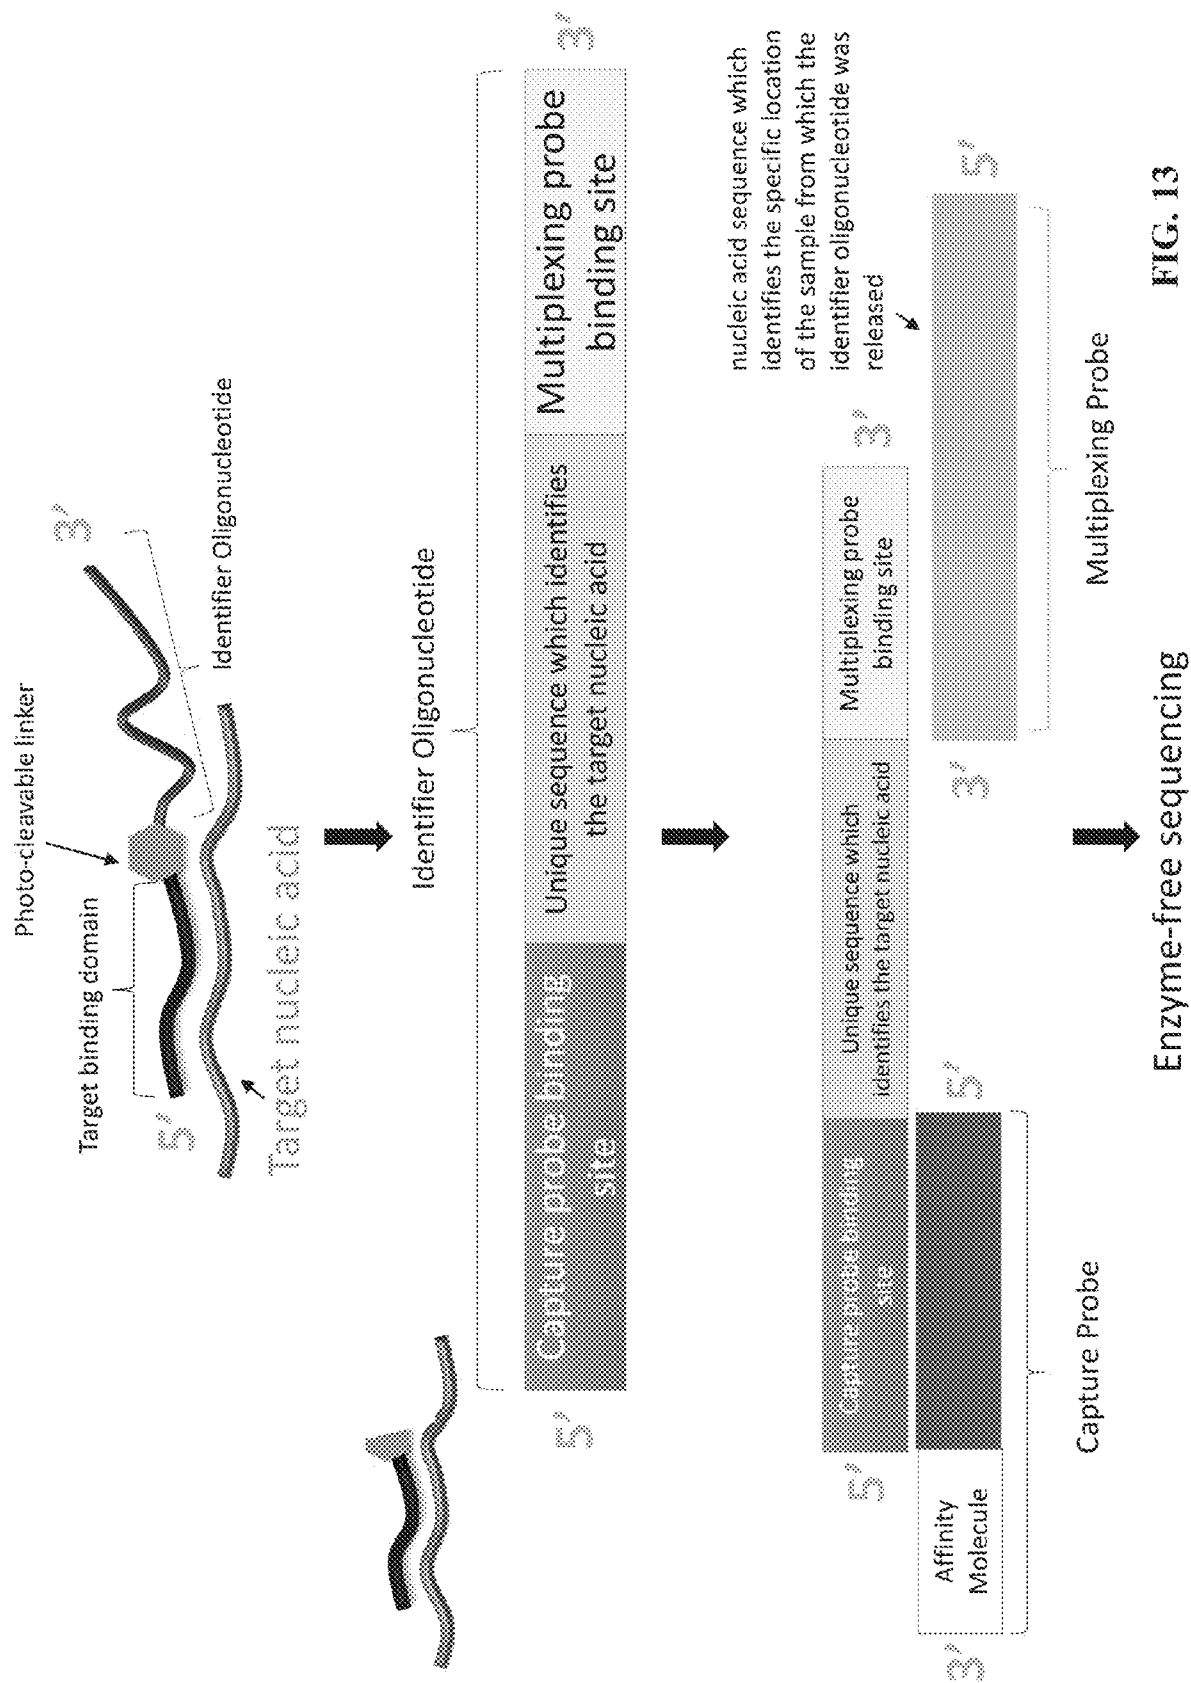 Photo-cleavable linker
Target binding domain
3'
5'
Identifier Oligonucleotide
Target nucleic acid
Identifier Oligonucleotide
5'
Capture probe binding
site
Unique sequence which identifies
the target nucleic acid
Multiplexing probe
binding site
3'
nucleic acid sequence which
identifies the specific location
of the sample from which the
identifier oligonucleotide was
released
5'
Capture probe binding
site
Unique sequence which
identifies the target nucleic acid
Multiplexing probe
binding site
3'
3'
Affinity
Molecule
5'
3'
5'
Capture Probe
Multiplexing Probe
Enzyme-free sequencing
FIG. 13